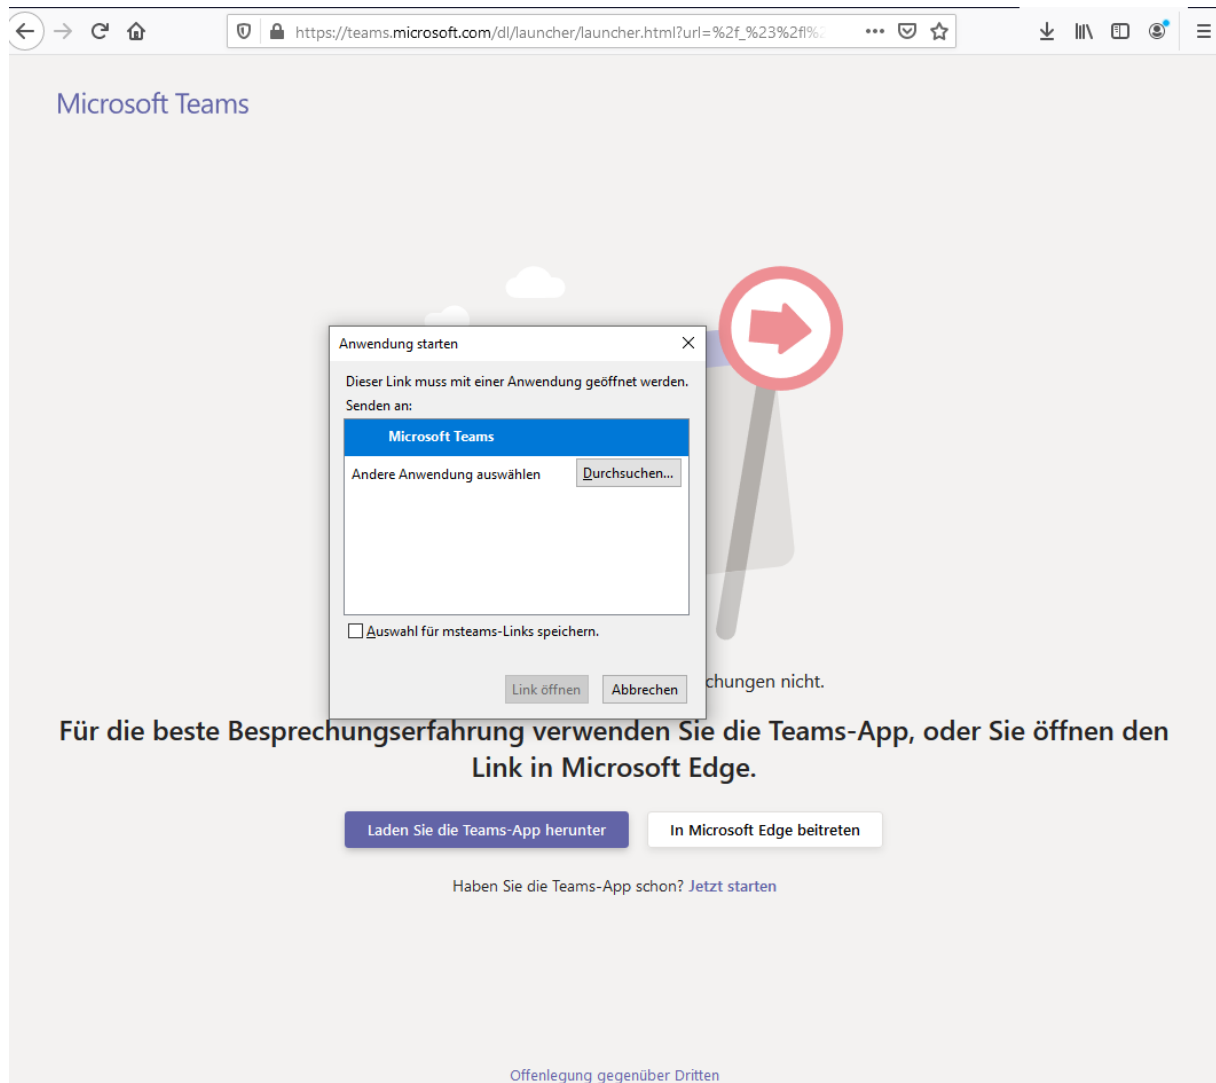 https://teams.microsoft.com/dl/launcher/launcher.html?url=%2f_%23%2fl%2
Microsoft Teams
Anwendung starten
Dieser Link muss mit einer Anwendung geöffnet werden.
Senden an:
Microsoft Teams
Andere Anwendung auswählen
Durchsuchen...
Auswahl für msteams-Links speichern.
Link öffnen
Abbrechen
chungen nicht.
Für die beste Besprechungserfahrung verwenden Sie die Teams-App, oder Sie öffnen den
Link in Microsoft Edge.
Laden Sie die Teams-App herunter
In Microsoft Edge beitreten
Haben Sie die Teams-App schon? Jetzt starten
Offenlegung gegenüber Dritten